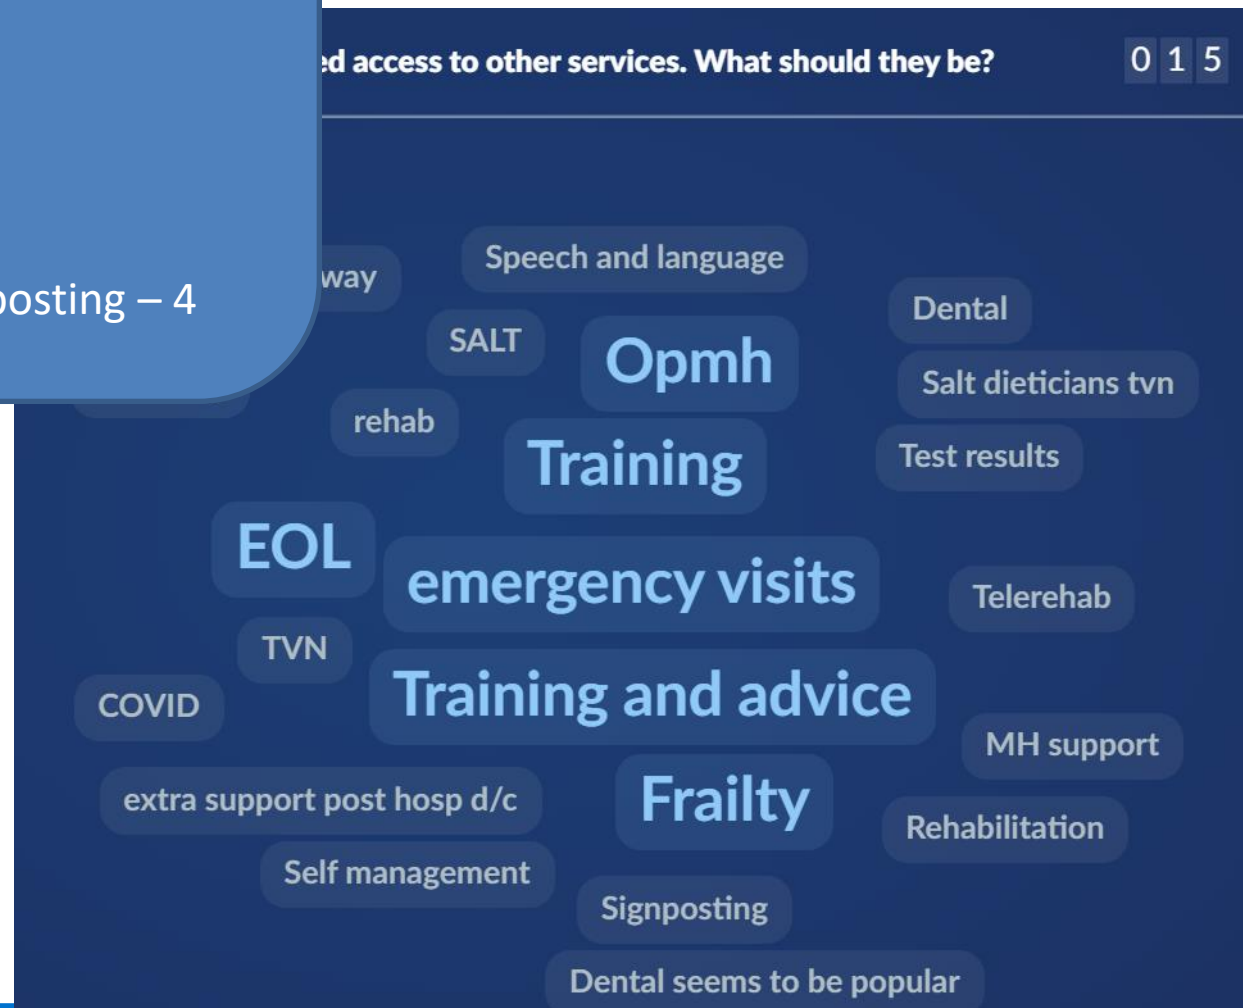 ed access to other services. What should they be?
0 1 5
posting – 4
way
Speech and language
Dental
SALT
Opmh
Salt dieticians tvn
rehab
Training
Test results
EOL
emergency visits
Telerehab
TVN
Training and advice
COVID
MH support
extra support post hosp d/c
Frailty
Rehabilitation
Self management
Signposting
Dental seems to be popular